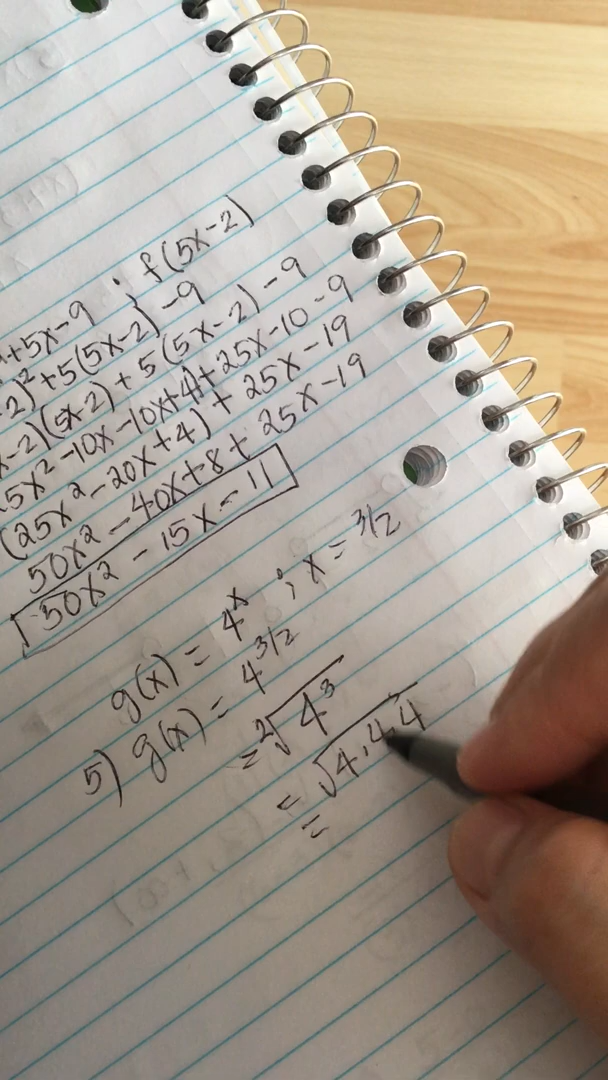 +5x-9 ; f(5x-2)
-2)²+5(5x-2)-9
x-2)(5x-2)+5(5x-2)-9
5x²-10x-10x+4)+25x-10-9
(25x²-20x+4)+25x-19
50x²-40x+8+25x-19
50x²-15x-11
g(x) = 4^x ; x = 3/2
5) g(x) = 4^3/2
= ²√4³
= √4.4.4
=